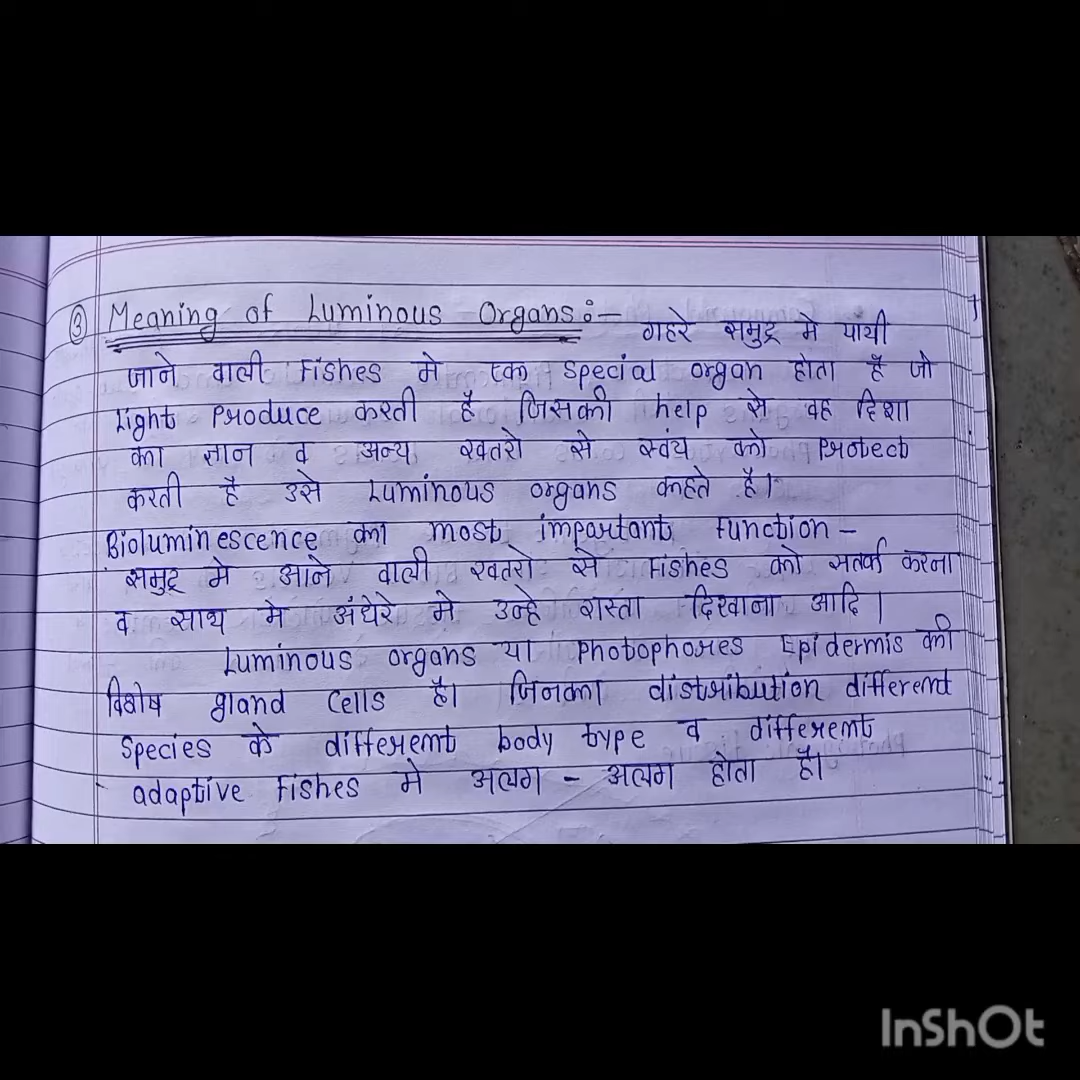 ③ Meaning of Luminous Organs:- गहरे समुद्र मे पायी
जाने वाली Fishes मे एक special organ होता है जो
Light Produce करती है जिसकी help से वह दिशा
का ज्ञान व अन्य खतरो से स्वंय को Protect
करती है उसे Luminous organs कहते है।
Bioluminescence का most important Function -
समुद्र मे आने वाली खतरो से Fishes को सतर्क करना
व साथ मे अंधेरे मे उन्हे रास्ता दिखाना आदि।
Luminous organs या Photophores Epidermis की
विशेष gland cells है। जिनका distribution different
Species के different body type व different
adaptive Fishes मे अलग - अलग होता है।
InShOt